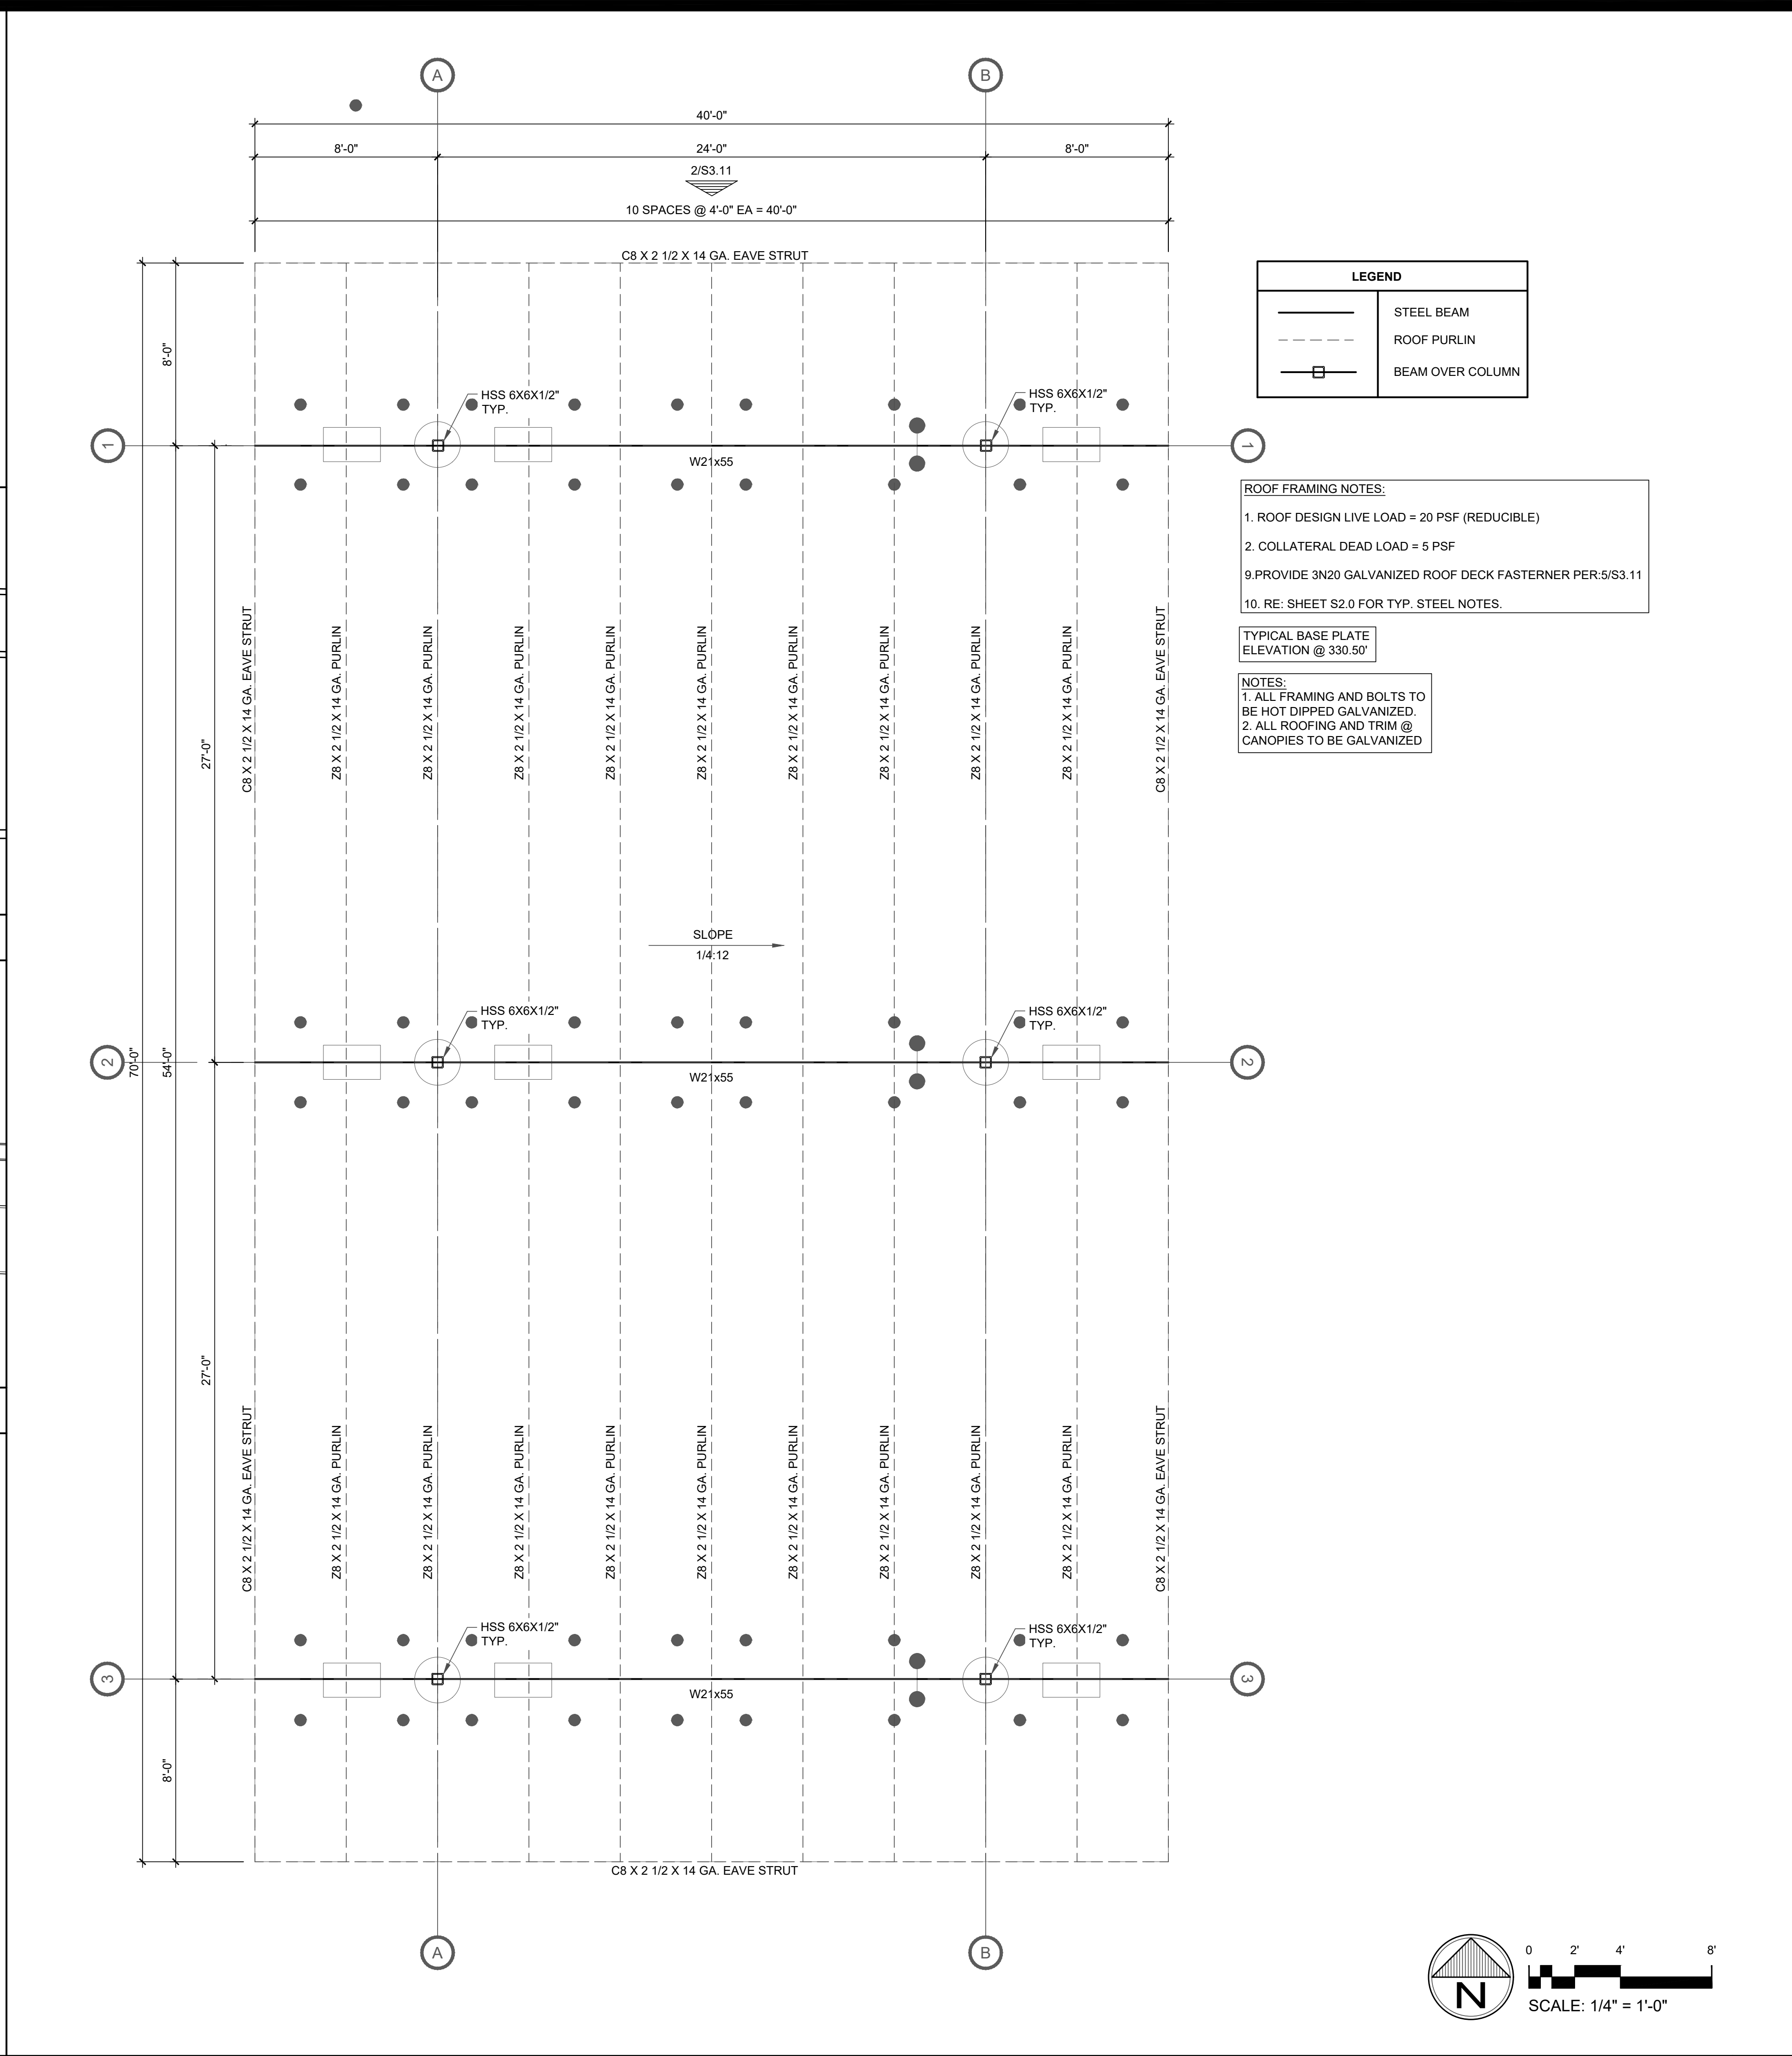 A
B
40'-0"
8'-0"
24'-0"
8'-0"
2/S3.11
10 SPACES @ 4'-0" EA = 40'-0"
C8 X 2 1/2 X 14 GA. EAVE STRUT
LEGEND
STEEL BEAM
ROOF PURLIN
BEAM OVER COLUMN
8'-0"
HSS 6X6X1/2"
TYP.
HSS 6X6X1/2"
TYP.
1
W21x55
1
ROOF FRAMING NOTES:
1. ROOF DESIGN LIVE LOAD = 20 PSF (REDUCIBLE)
2. COLLATERAL DEAD LOAD = 5 PSF
9.PROVIDE 3N20 GALVANIZED ROOF DECK FASTERNER PER:5/S3.11
10. RE: SHEET S2.0 FOR TYP. STEEL NOTES.
TYPICAL BASE PLATE
ELEVATION @ 330.50'
NOTES:
1. ALL FRAMING AND BOLTS TO
BE HOT DIPPED GALVANIZED.
2. ALL ROOFING AND TRIM @
CANOPIES TO BE GALVANIZED
27'-0"
C8 X 2 1/2 X 14 GA. EAVE STRUT
Z8 X 2 1/2 X 14 GA. PURLIN
Z8 X 2 1/2 X 14 GA. PURLIN
Z8 X 2 1/2 X 14 GA. PURLIN
Z8 X 2 1/2 X 14 GA. PURLIN
Z8 X 2 1/2 X 14 GA. PURLIN
Z8 X 2 1/2 X 14 GA. PURLIN
Z8 X 2 1/2 X 14 GA. PURLIN
Z8 X 2 1/2 X 14 GA. PURLIN
Z8 X 2 1/2 X 14 GA. PURLIN
C8 X 2 1/2 X 14 GA. EAVE STRUT
SLOPE
1/4:12
HSS 6X6X1/2"
TYP.
HSS 6X6X1/2"
TYP.
2
70'-0"
54'-0"
W21x55
2
27'-0"
C8 X 2 1/2 X 14 GA. EAVE STRUT
Z8 X 2 1/2 X 14 GA. PURLIN
Z8 X 2 1/2 X 14 GA. PURLIN
Z8 X 2 1/2 X 14 GA. PURLIN
Z8 X 2 1/2 X 14 GA. PURLIN
Z8 X 2 1/2 X 14 GA. PURLIN
Z8 X 2 1/2 X 14 GA. PURLIN
Z8 X 2 1/2 X 14 GA. PURLIN
Z8 X 2 1/2 X 14 GA. PURLIN
Z8 X 2 1/2 X 14 GA. PURLIN
C8 X 2 1/2 X 14 GA. EAVE STRUT
HSS 6X6X1/2"
TYP.
HSS 6X6X1/2"
TYP.
3
W21x55
3
8'-0"
C8 X 2 1/2 X 14 GA. EAVE STRUT
A
B
N
0 2' 4' 8'
SCALE: 1/4" = 1'-0"